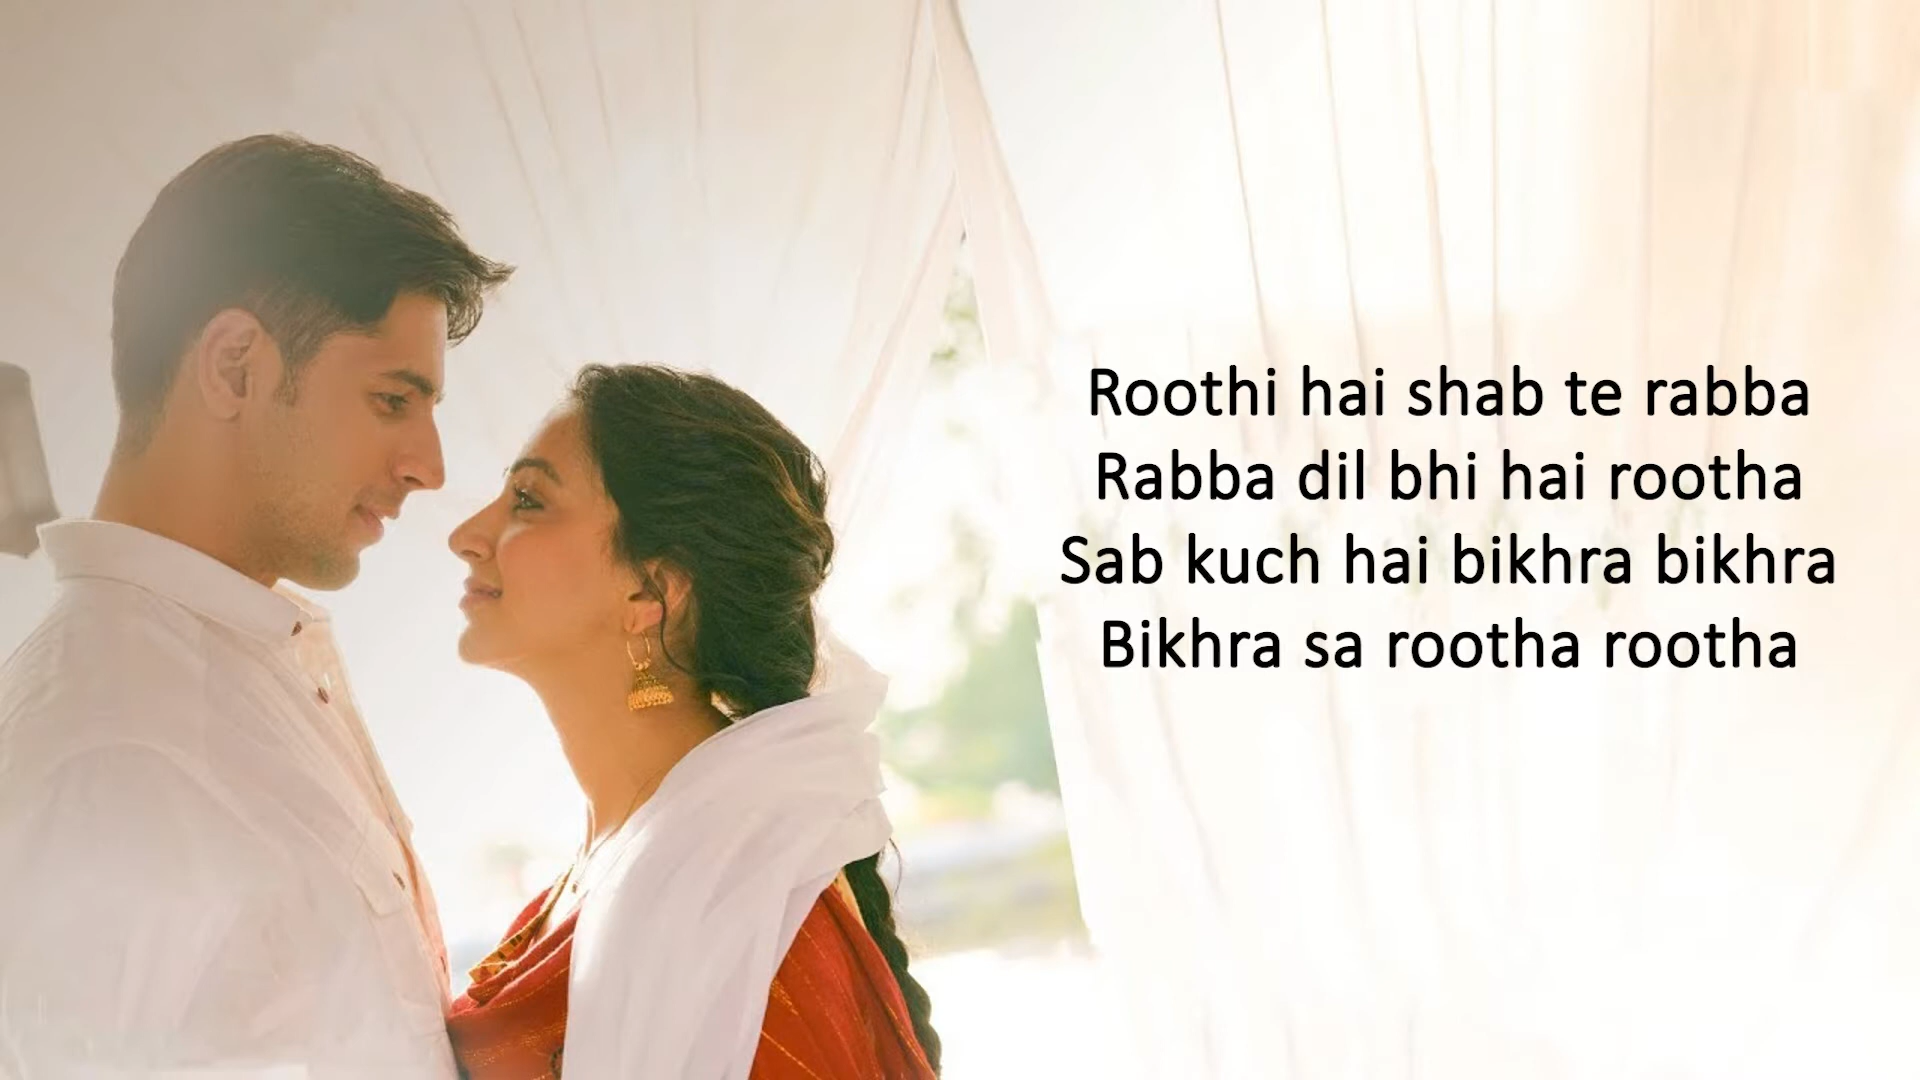 Roothi hai shab te rabba
Rabba dil bhi hai rootha
Sab kuch hai bikhra bikhra
Bikhra sa rootha rootha